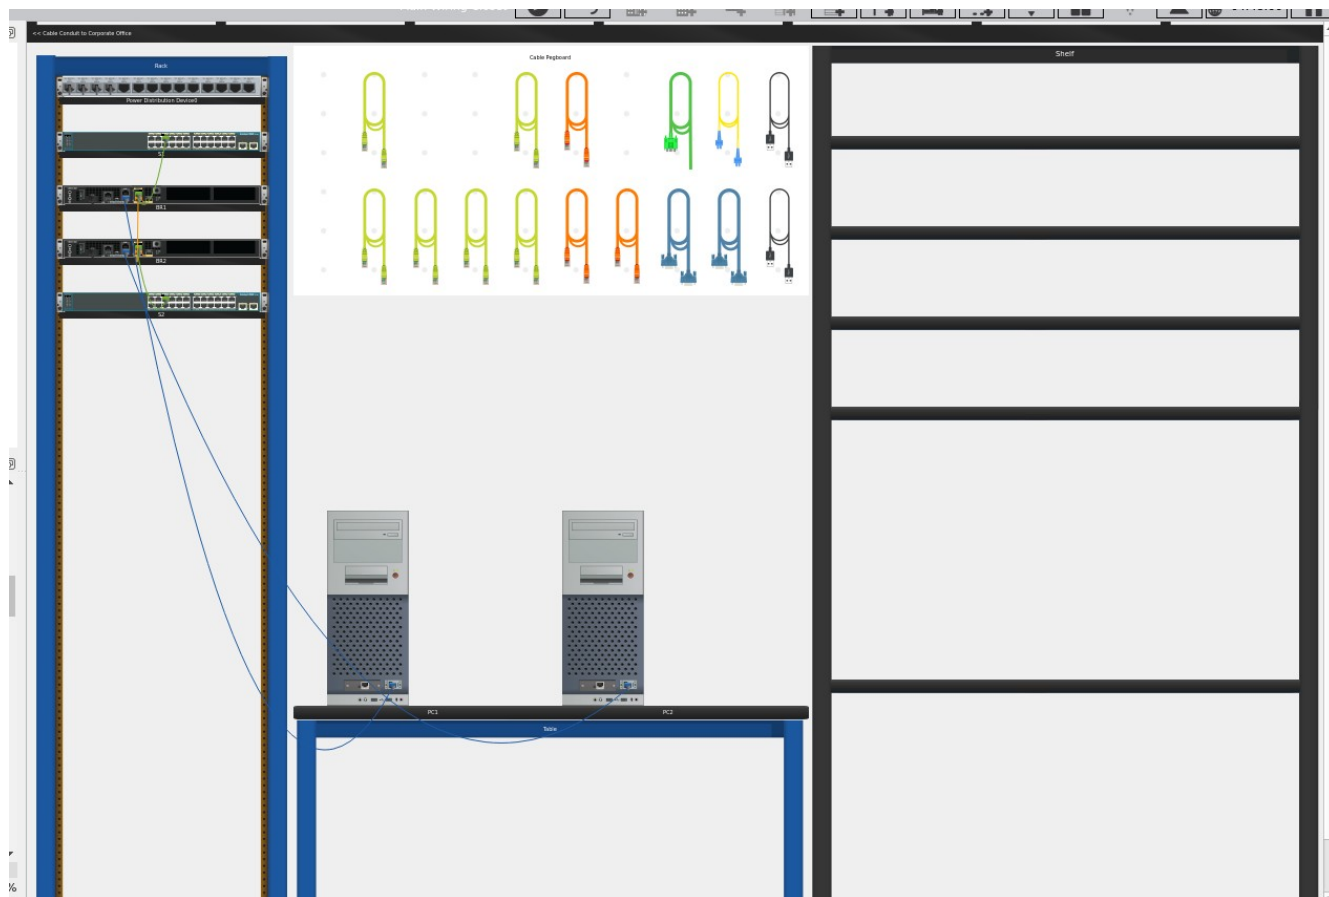 << Cable Conduit to Corporate Office
Rack
Cable Pegboard
Shelf
Power Distribution Device0
S1
BR1
BR2
S2
PC1
PC2
Table
%